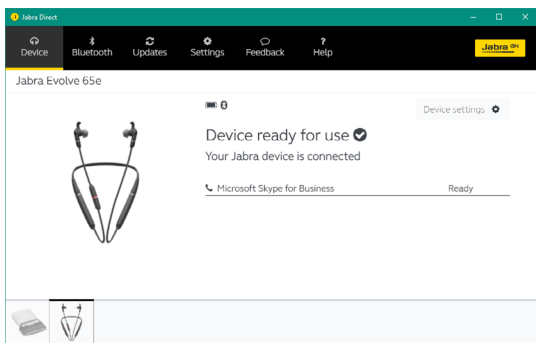 Jabra Direct
Device
Bluetooth
Updates
Settings
Feedback
Help
Jabra GN
Jabra Evolve 65e
Device settings
Device ready for use
Your Jabra device is connected
Microsoft Skype for Business Ready